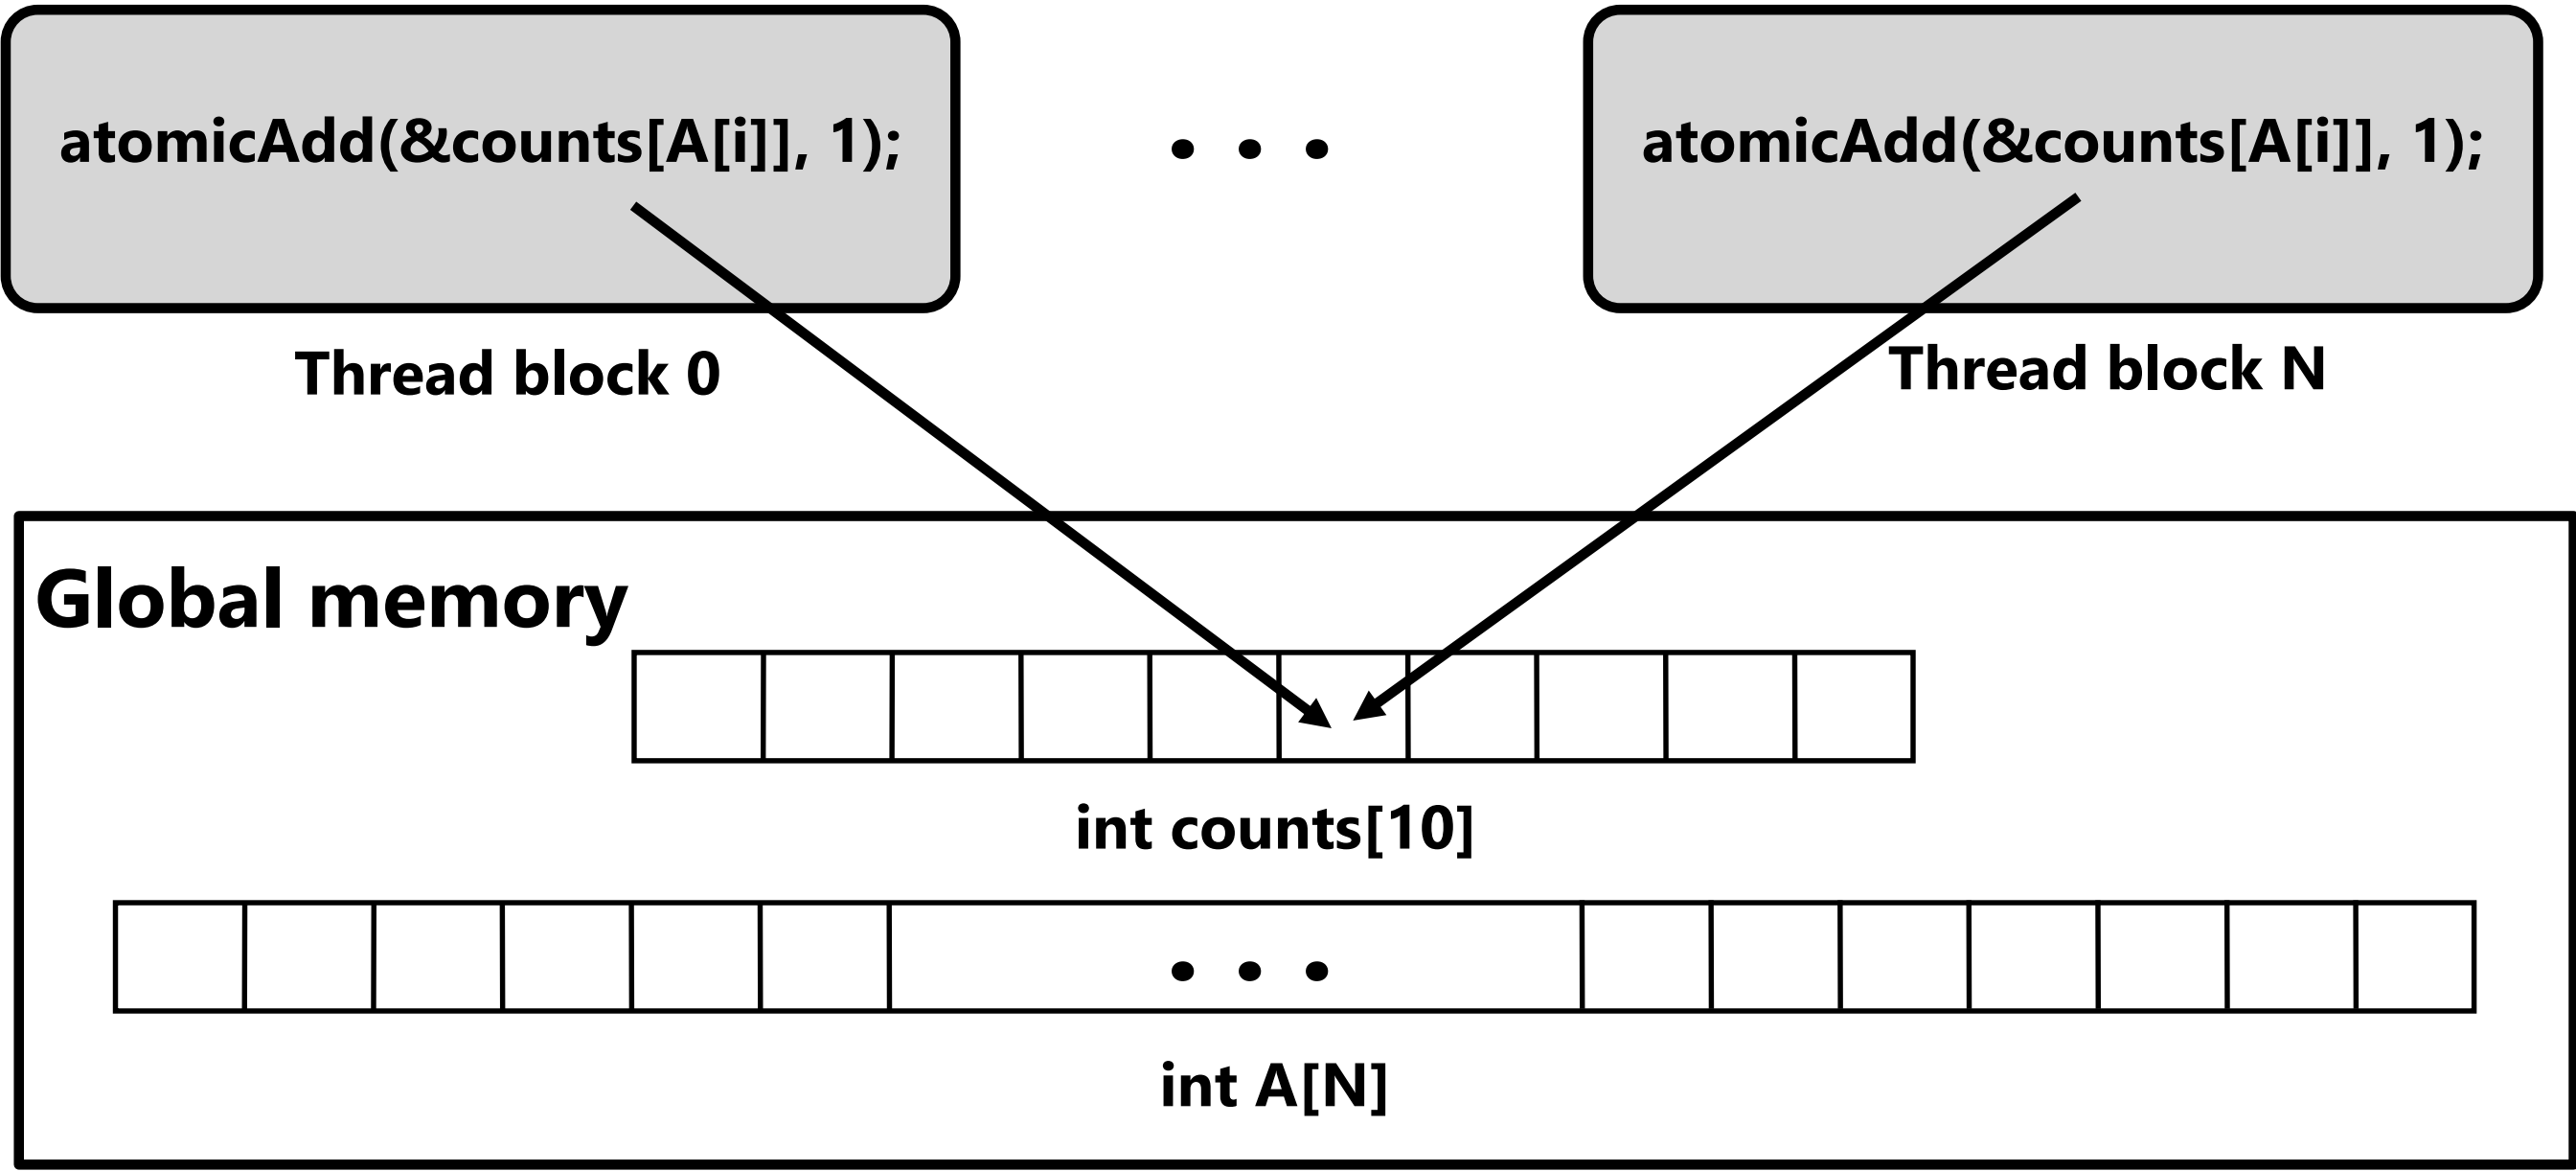 atomicAdd(&counts[A[i]], 1);
• • •
atomicAdd(&counts[A[i]], 1);
Thread block 0
Thread block N
Global memory
int counts[10]
• • •
int A[N]